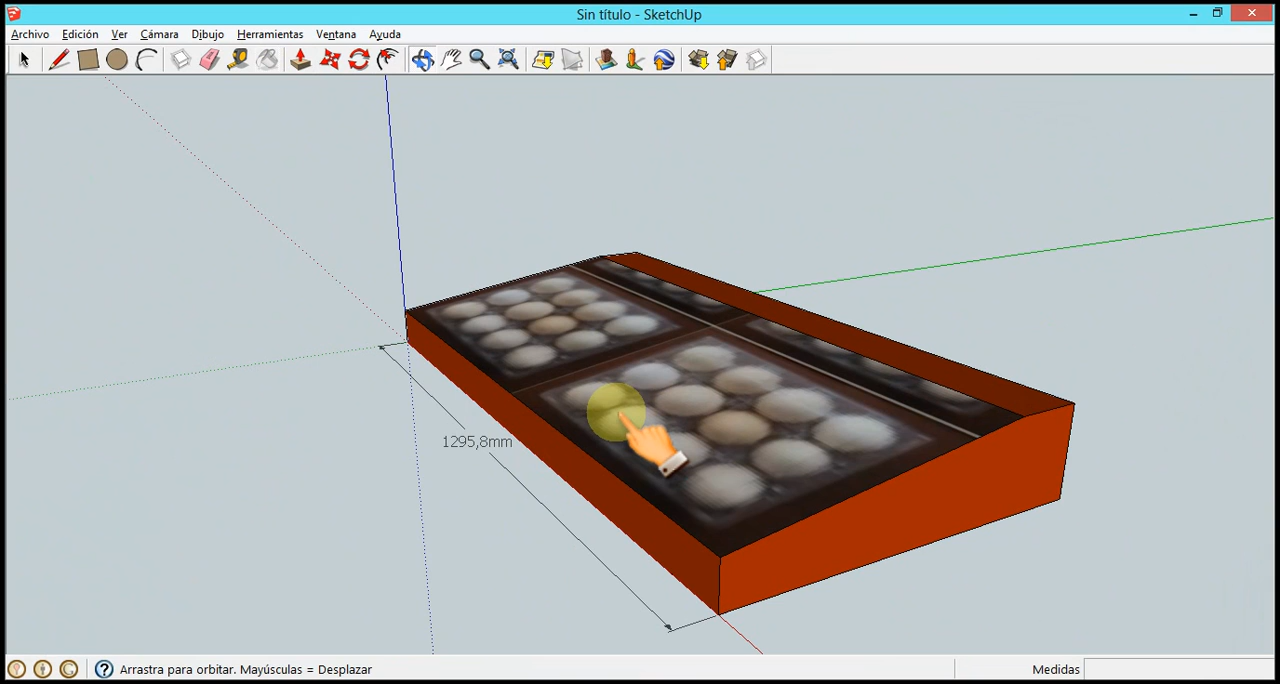 Sin título - SketchUp
Archivo Edición Ver Cámara Dibujo Herramientas Ventana Ayuda
1295,8mm
Arrastra para orbitar. Mayúsculas = Desplazar
Medidas